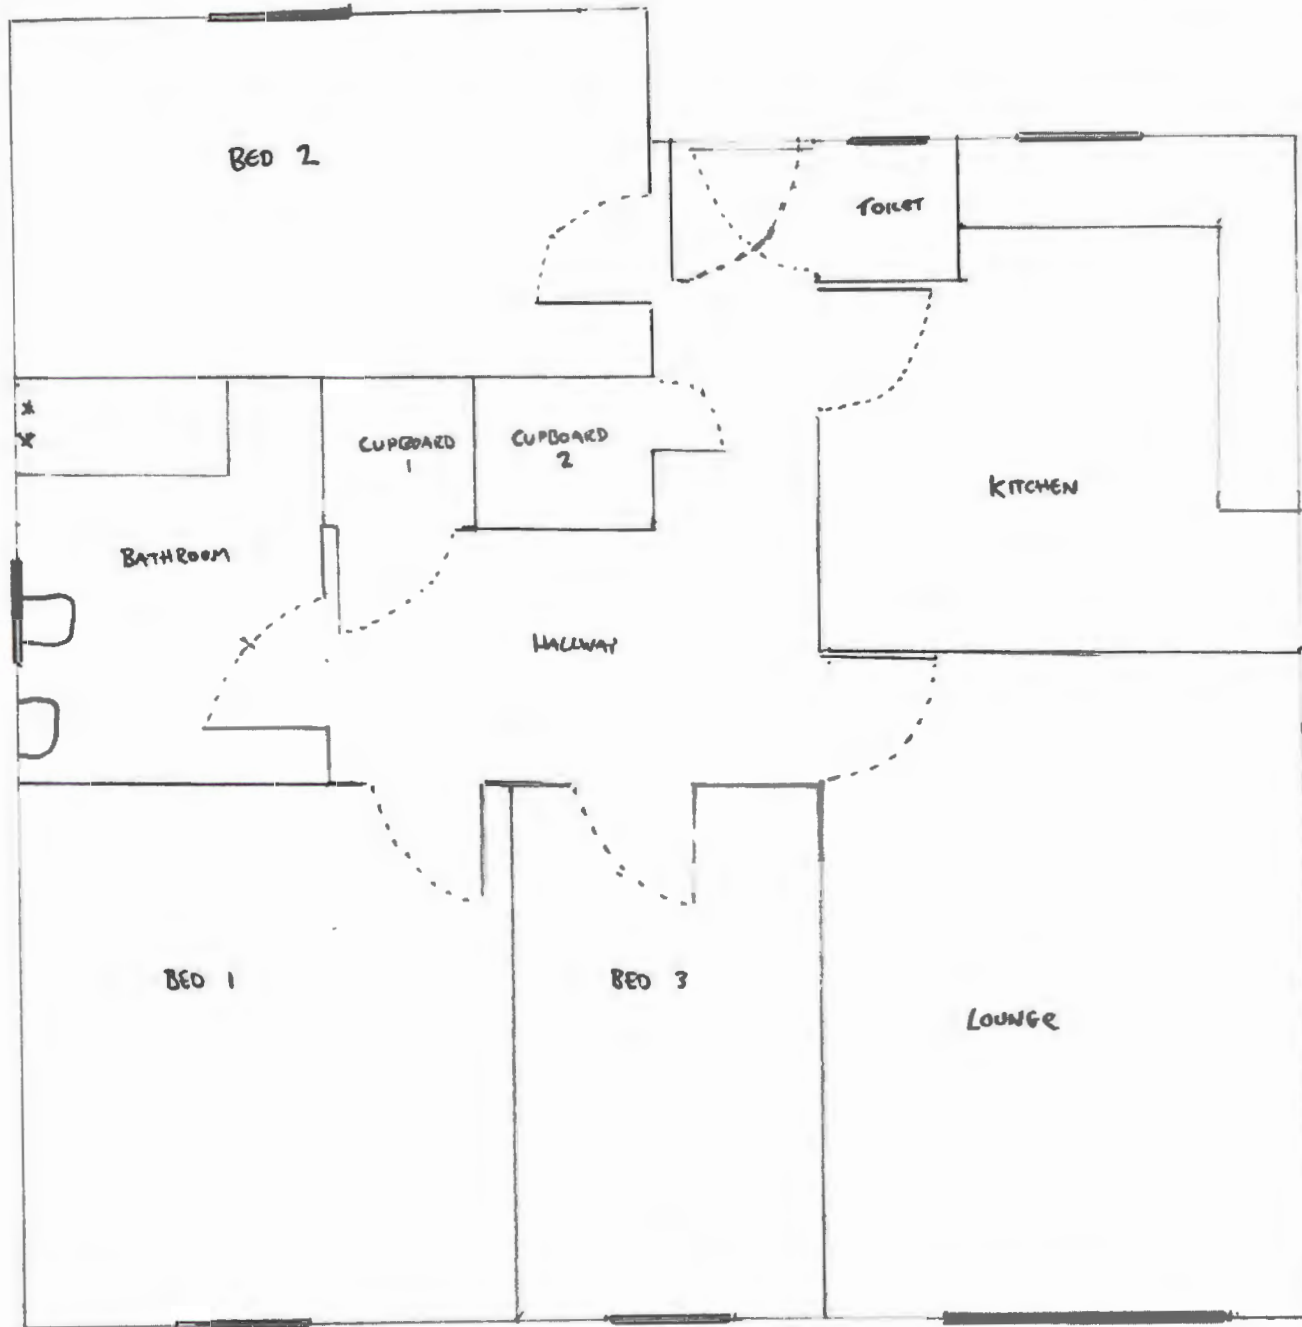 BED 2
TOILET
CUPBOARD
1
CUPBOARD
2
KITCHEN
BATHROOM
HALLWAY
BED 1
BED 3
LOUNGE